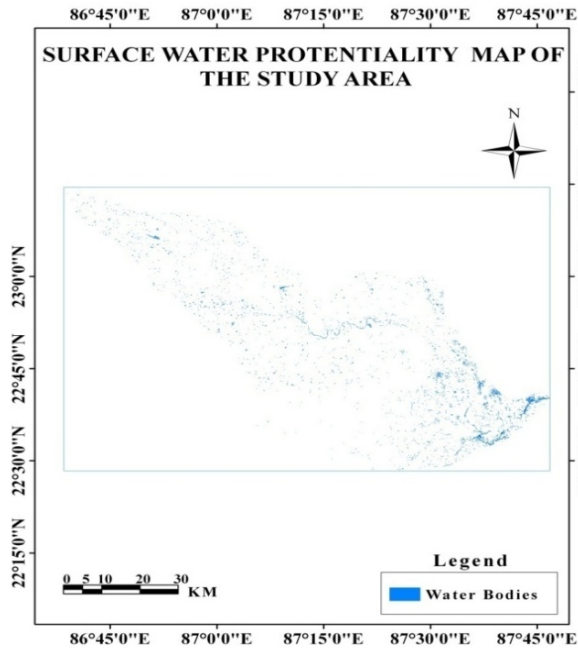 86°45'0"E 87°0'0"E 87°15'0"E 87°30'0"E 87°45'0"E
SURFACE WATER PROTENTIALITY MAP OF
THE STUDY AREA
N
23°0'0"N
22°45'0"N
22°30'0"N
22°15'0"N
0 5 10 20 30
KM
Legend
Water Bodies
86°45'0"E 87°0'0"E 87°15'0"E 87°30'0"E 87°45'0"E